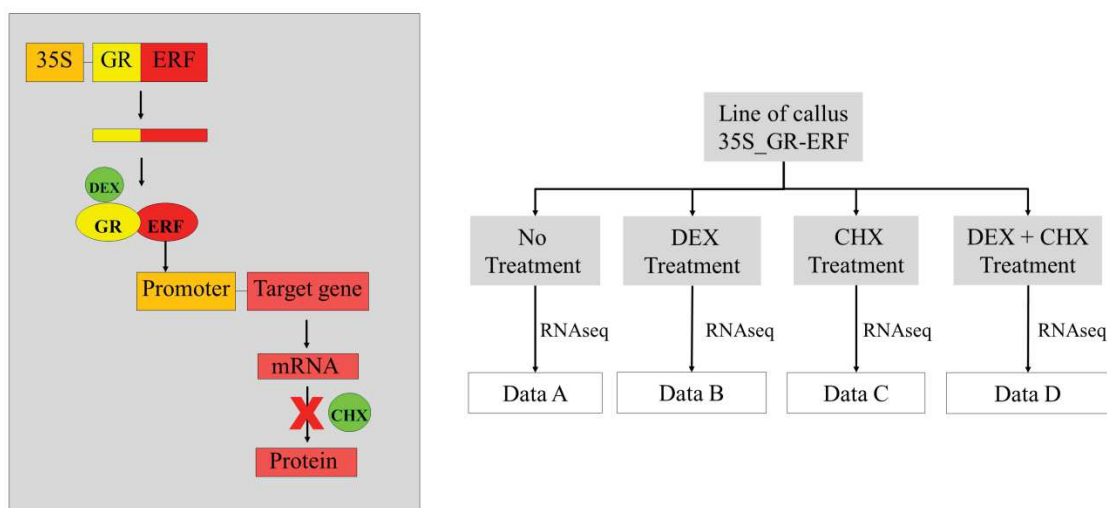 35S GR ERF
DEX
GR ERF
Promoter Target gene
mRNA
CHX
Protein
Line of callus
35S_GR-ERF
No
Treatment
DEX
Treatment
CHX
Treatment
DEX + CHX
Treatment
RNAseq RNAseq RNAseq RNAseq
Data A Data B Data C Data D